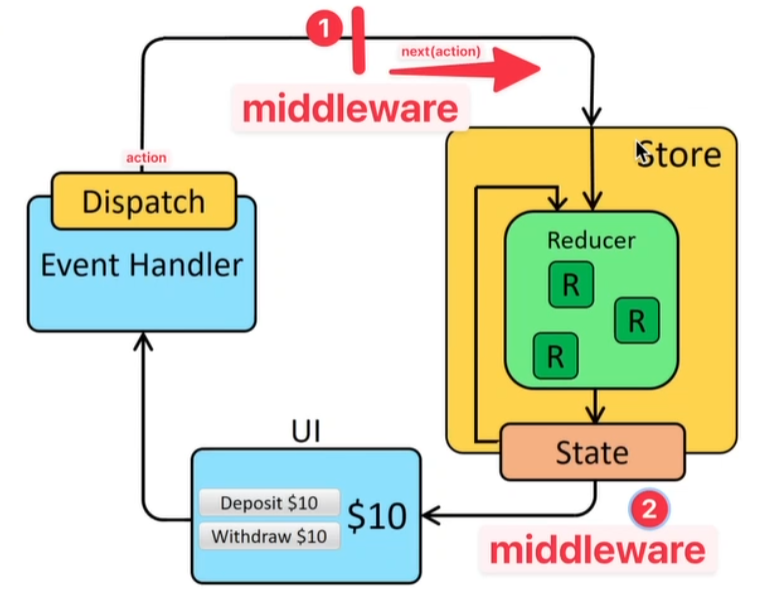 1
next(action)
middleware
action
Store
Dispatch
Event Handler
Reducer
R
R
R
UI
State
Deposit $10
$10
Withdraw $10
2
middleware